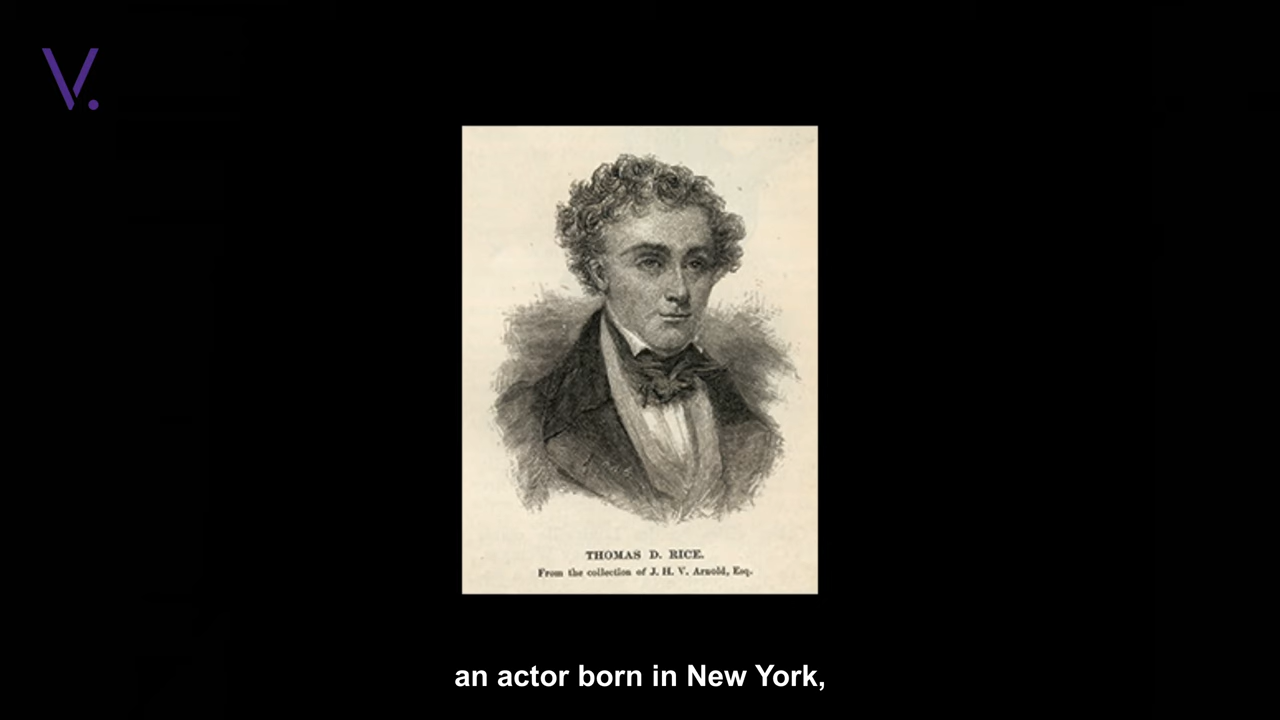 V.
THOMAS D. RICE.
From the collection of J. H. V. Arnold, Esq.
an actor born in New York,